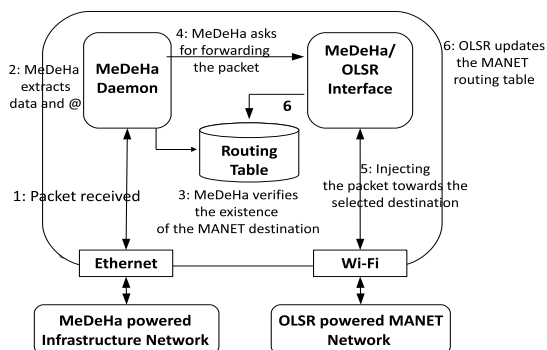 4: MeDeHa asks
for forwarding
the packet
MeDeHa
Daemon
MeDeHa/
OLSR
Interface
6: OLSR updates
the MANET
routing table
2: MeDeHa
extracts
data and @
6
Routing
Table
1: Packet received
3: MeDeHa verifies
the existence
of the MANET destination
5: Injecting
the packet towards the
selected destination
Ethernet
Wi-Fi
MeDeHa powered
Infrastructure Network
OLSR powered MANET
Network